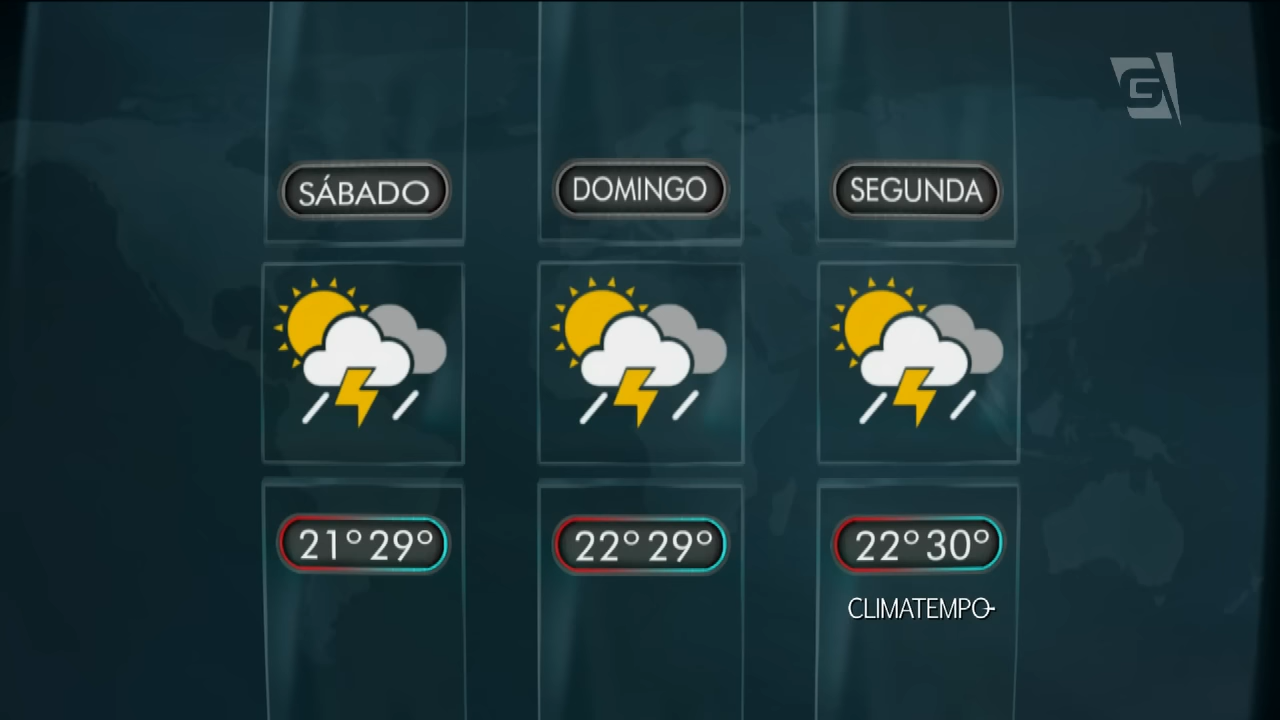 SÁBADO
DOMINGO
SEGUNDA
21° 29°
22° 29°
22° 30°
CLIMATEMPO